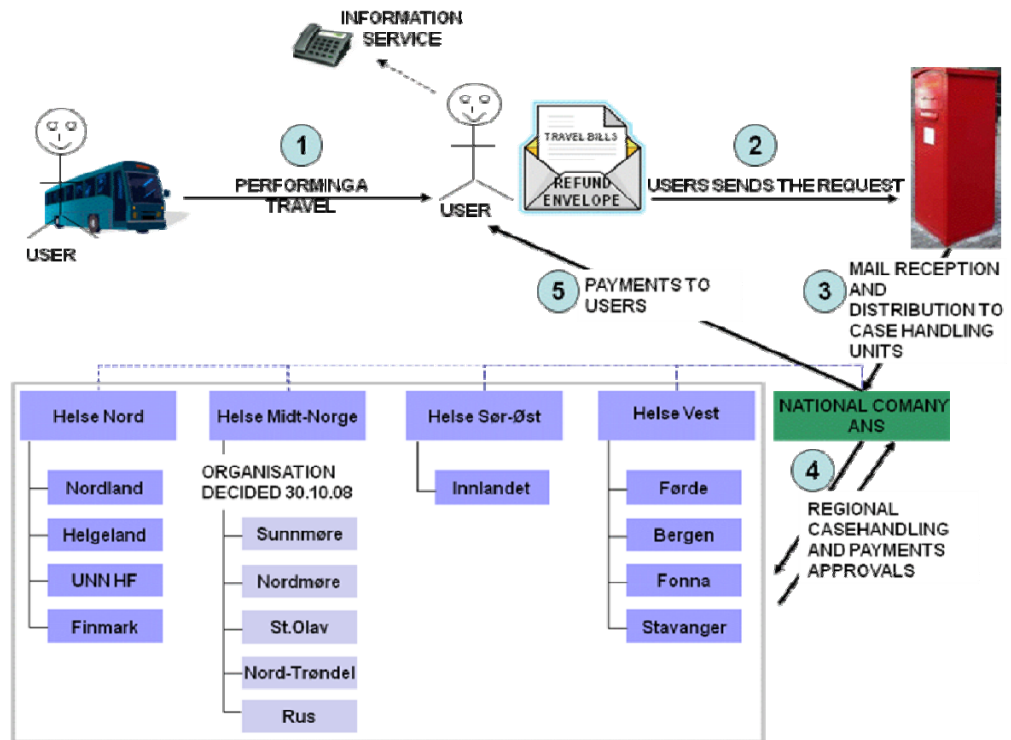 INFORMATION
SERVICE
TRAVEL BILLS
REFUND
ENVELOPE
1
PERFORMINGA
TRAVEL
2
USERS SENDS THE REQUEST
USER
USER
5
PAYMENTS TO
USERS
3
MAIL RECEPTION
AND
DISTRIBUTION TO
CASE HANDLING
UNITS
NATIONAL COMANY
ANS
4
REGIONAL
CASEHANDLING
AND PAYMENTS
APPROVALS
Helse Nord
Nordland
Helgeland
UNN HF
Finmark
Helse Midt-Norge
ORGANISATION
DECIDED 30.10.08
Sunnmøre
Nordmøre
St.Olav
Nord-Trøndel
Rus
Helse Sør-Øst
Innlandet
Helse Vest
Førde
Bergen
Fonna
Stavanger